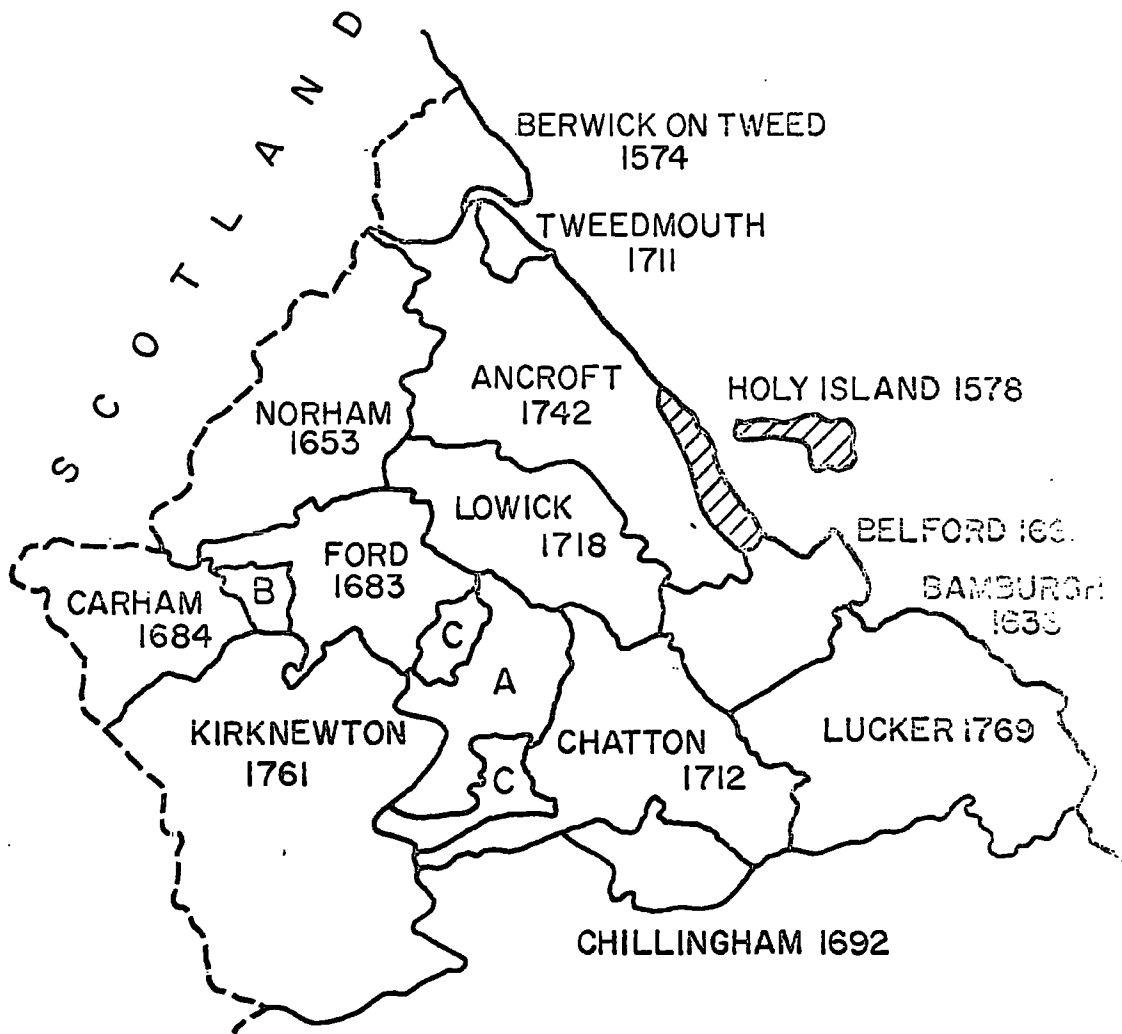 SCOTLAND
BERWICK ON TWEED
1574
TWEEDMOUTH
1711
ANCROFT
1742
HOLY ISLAND 1578
NORHAM
1653
LOWICK
1718
BELFORD
FORD
1683
B
CARHAM
1684
BAMBURGH
C
A
KIRKNEWTON
1761
CHATTON
1712
LUCKER 1769
C
CHILLINGHAM 1692